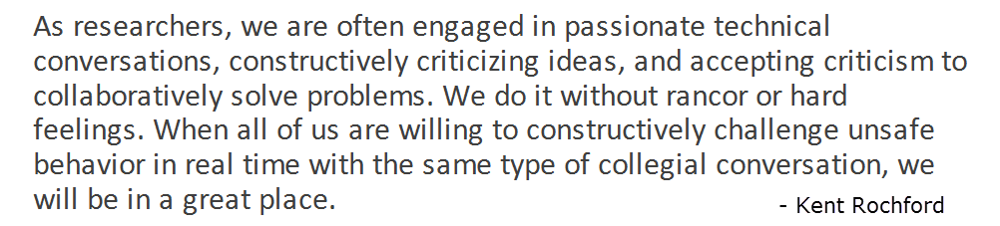 As researchers, we are often engaged in passionate technical
conversations, constructively criticizing ideas, and accepting criticism to
collaboratively solve problems. We do it without rancor or hard
feelings. When all of us are willing to constructively challenge unsafe
behavior in real time with the same type of collegial conversation, we
will be in a great place.
- Kent Rochford